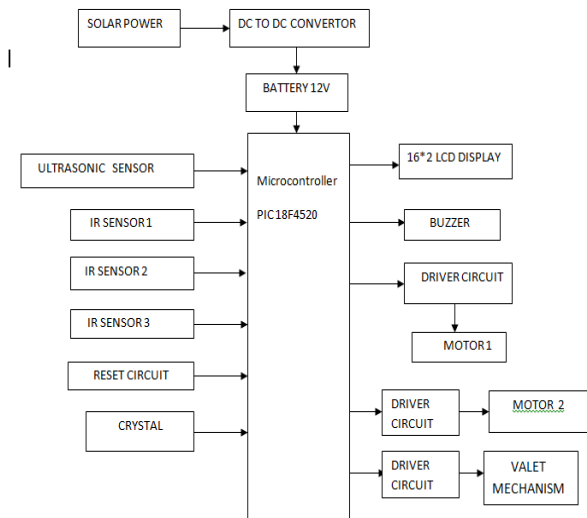 SOLAR POWER
DC TO DC CONVERTOR
BATTERY 12V
ULTRASONIC SENSOR
Microcontroller
PIC18F4520
16*2 LCD DISPLAY
IR SENSOR 1
BUZZER
IR SENSOR 2
DRIVER CIRCUIT
IR SENSOR 3
MOTOR 1
RESET CIRCUIT
CRYSTAL
DRIVER
CIRCUIT
MOTOR 2
DRIVER
CIRCUIT
VALET
MECHANISM